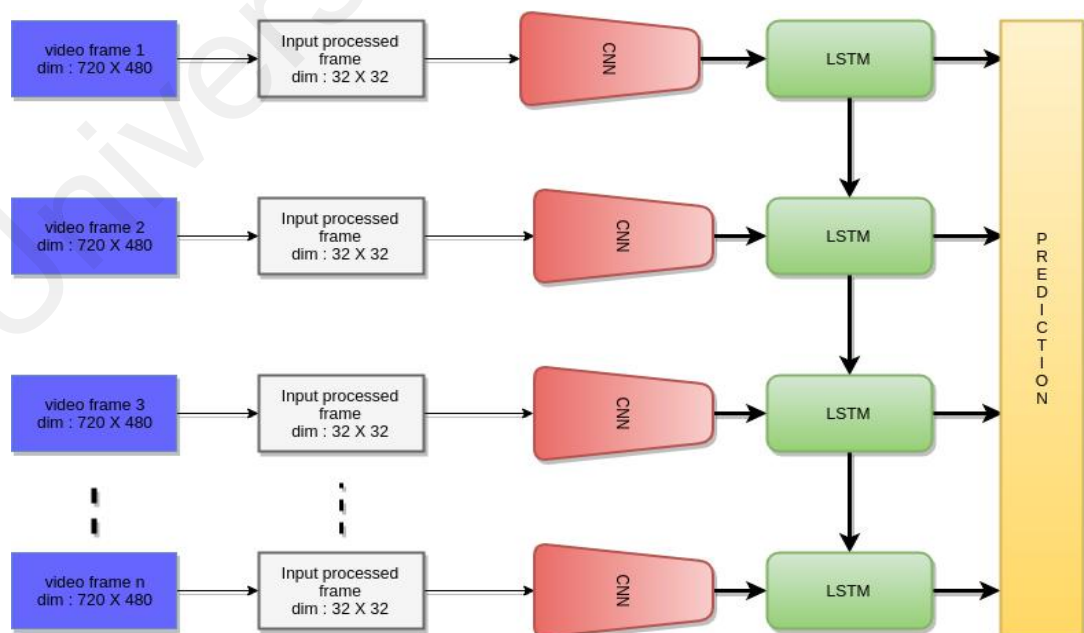 video frame 1
dim : 720 X 480
Input processed
frame
dim : 32 X 32
CNN
LSTM
video frame 2
dim : 720 X 480
Input processed
frame
dim : 32 X 32
CNN
LSTM
PREDICTION
video frame 3
dim : 720 X 480
Input processed
frame
dim : 32 X 32
CNN
LSTM
video frame n
dim : 720 X 480
Input processed
frame
dim : 32 X 32
CNN
LSTM
Univers